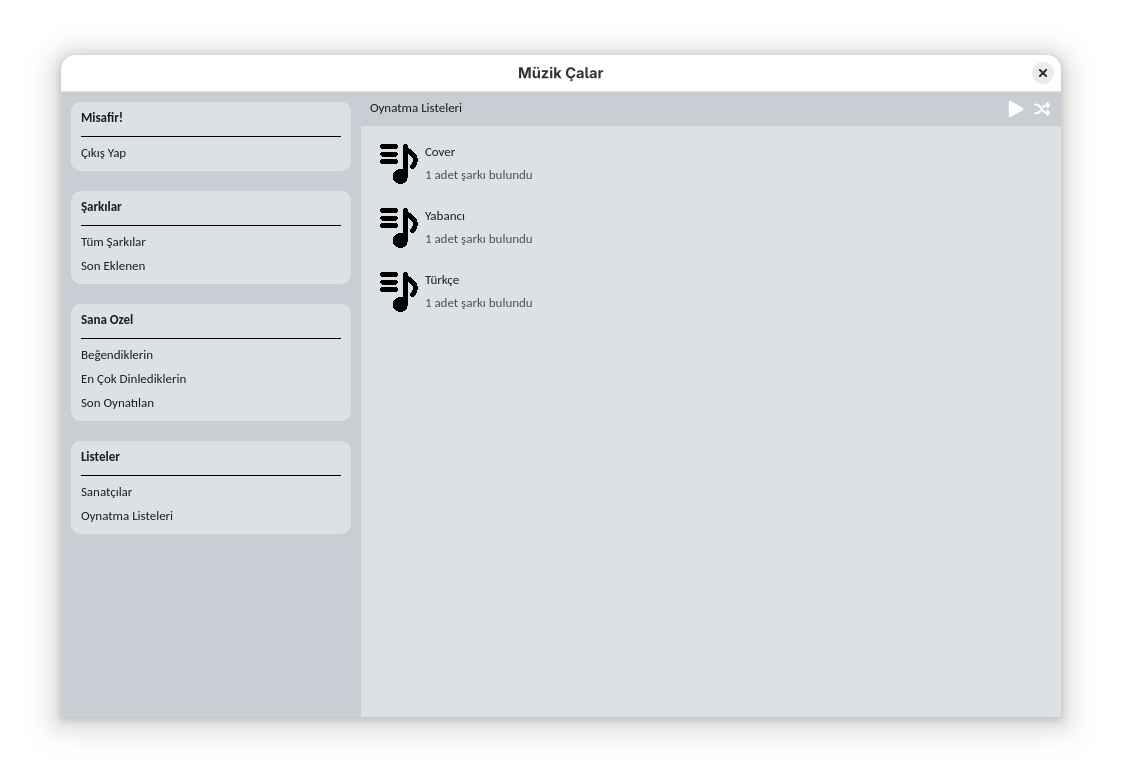 Müzik Çalar
Misafir!
Çıkış Yap
Şarkılar
Tüm Şarkılar
Son Eklenen
Sana Ozel
Beğendiklerin
En Çok Dinlediklerin
Son Oynatılan
Listeler
Sanatçılar
Oynatma Listeleri
Oynatma Listeleri
Cover
1 adet şarkı bulundu
Yabancı
1 adet şarkı bulundu
Türkçe
1 adet şarkı bulundu